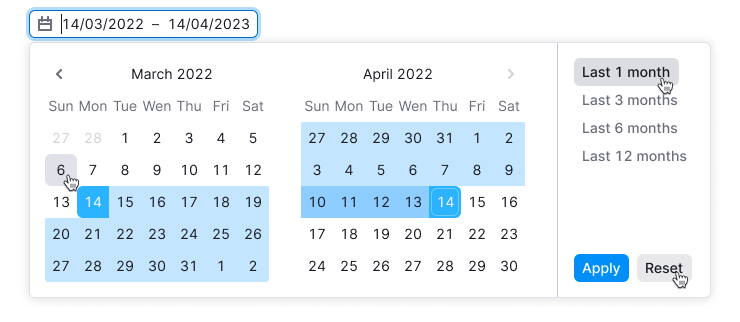 14/03/2022 – 14/04/2023
March 2022
Sun Mon Tue Wen Thu Fri Sat
27 28 1 2 3 4 5
6 7 8 9 10 11 12
13 14 15 16 17 18 19
20 21 22 23 24 25 26
27 28 29 30 31 1 2
April 2022
Sun Mon Tue Wen Thu Fri Sat
27 28 29 30 31 1 2
3 4 5 6 7 8 9
10 11 12 13 14 15 16
17 18 19 20 21 22 23
24 25 26 27 28 29 30
Last 1 month
Last 3 months
Last 6 months
Last 12 months
Apply Reset